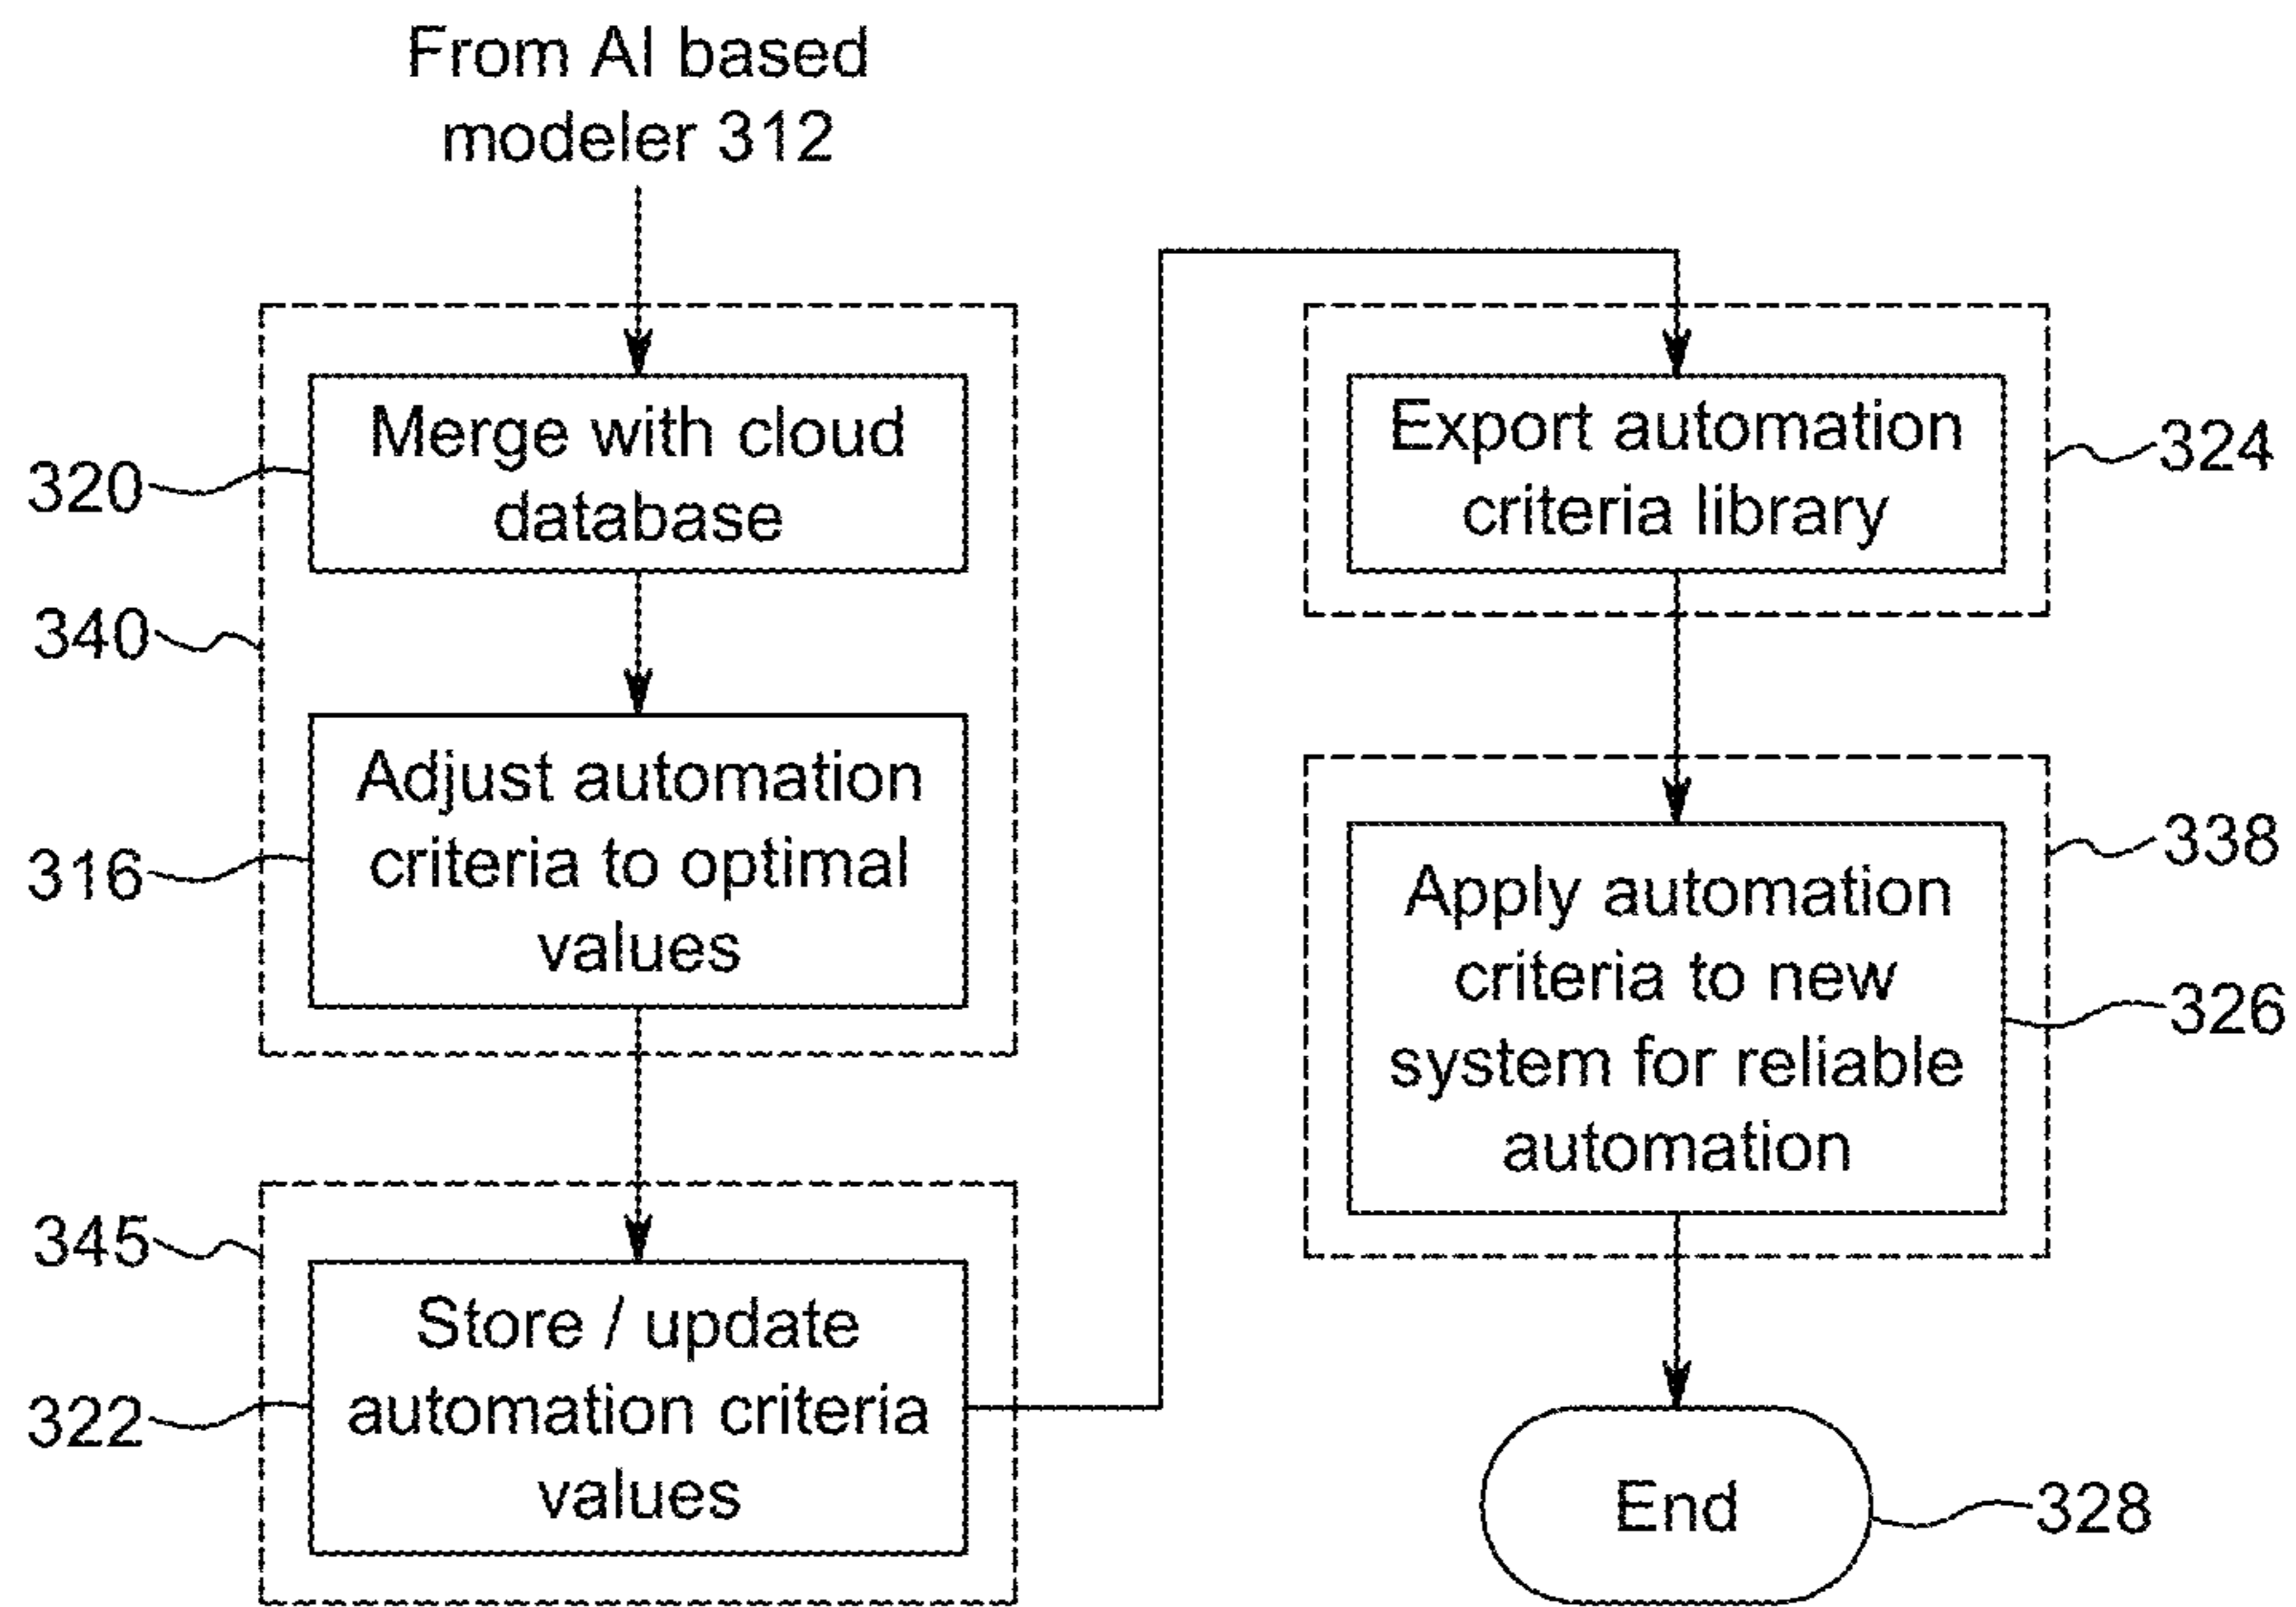 From AI based
modeler 312
320
Merge with cloud
database
340
316
Adjust automation
criteria to optimal
values
345
322
Store / update
automation criteria
values
Export automation
criteria library
324
338
Apply automation
criteria to new
system for reliable
automation
326
End
328